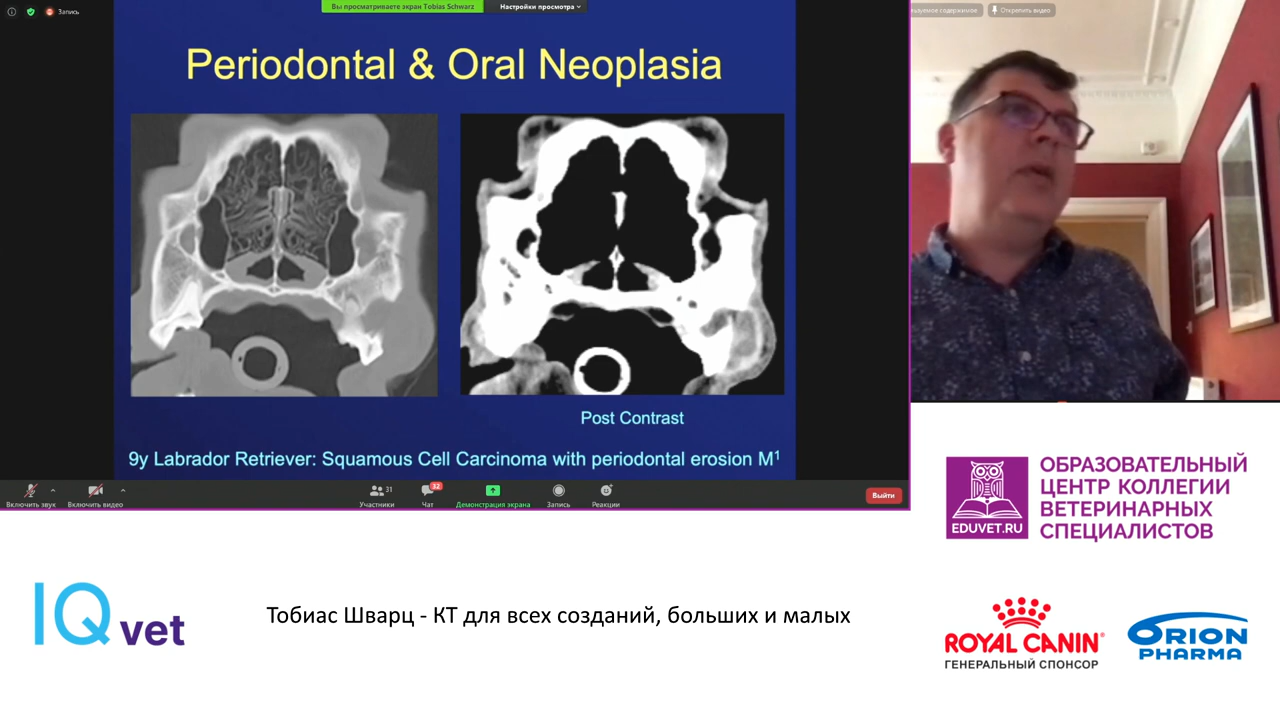 Запись
Вы просматриваете экран Tobias Schwarz
Настройки просмотра
Открепить видео
Periodontal & Oral Neoplasia
Post Contrast
9y Labrador Retriever: Squamous Cell Carcinoma with periodontal erosion M¹
Включить звук
Включить видео
31
Участники
32
Чат
Демонстрация экрана
Запись
Реакции
Выйти
EDUVET.RU
ОБРАЗОВАТЕЛЬНЫЙ
ЦЕНТР КОЛЛЕГИИ
ВЕТЕРИНАРНЫХ
СПЕЦИАЛИСТОВ
IQ vet
Тобиас Шварц - КТ для всех созданий, больших и малых
ROYAL CANIN®
ГЕНЕРАЛЬНЫЙ СПОНСОР
ORION
PHARMA